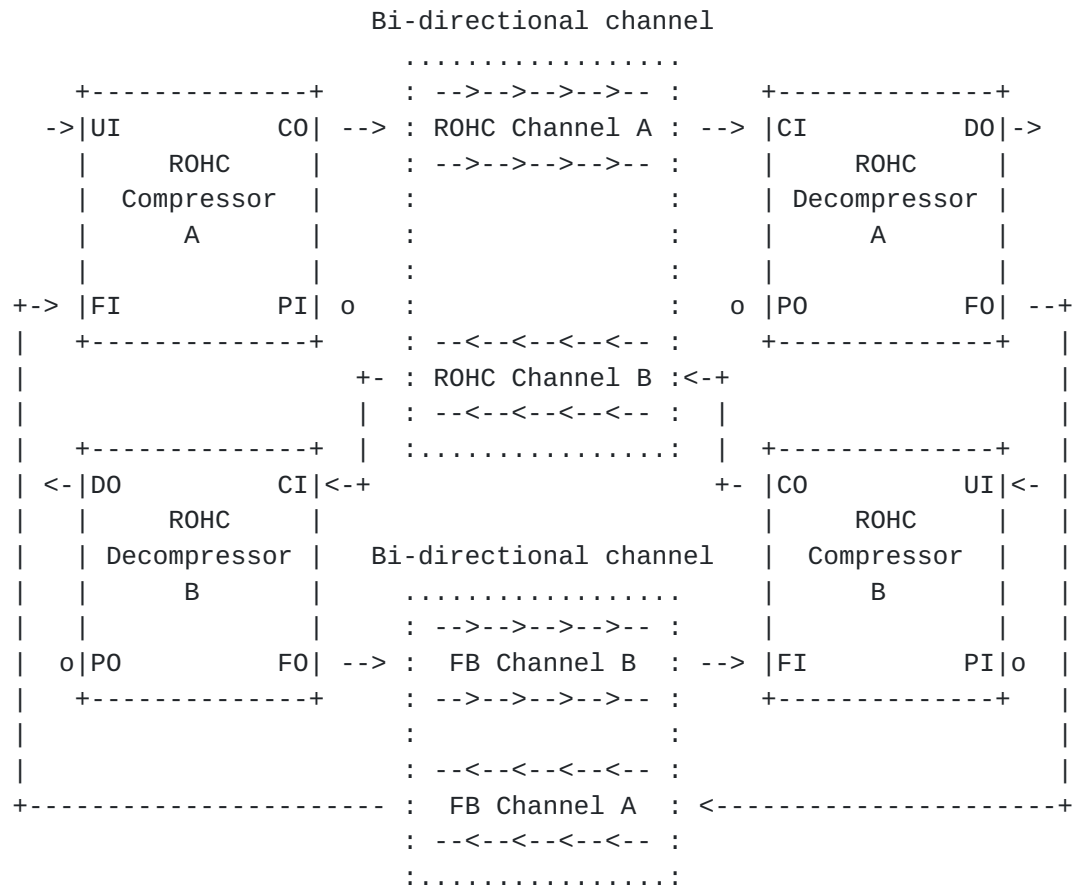 Bi-directional channel
..................
+--------------+ : -->-->-->-->-- : +--------------+
->|UI CO| --> : ROHC Channel A : --> |CI DO|->
| ROHC | : -->-->-->-->-- : | ROHC |
| Compressor | : : | Decompressor |
| A | : : | A |
| | : : | |
+-> |FI PI| o : : o |PO FO| --+
| +--------------+ : --<--<--<--<-- : +--------------+ |
| +- : ROHC Channel B :<-+ |
| | : --<--<--<--<-- : | |
| +--------------+ | :................: | +--------------+ |
| <-|DO CI|<-+ +- |CO UI|<- |
| | ROHC | | ROHC | |
| | Decompressor | Bi-directional channel | Compressor | |
| | B | .................. | B | |
| | | : -->-->-->-->-- : | | |
| o|PO FO| --> : FB Channel B : --> |FI PI|o |
| +--------------+ : -->-->-->-->-- : +--------------+ |
| : : |
| : --<--<--<--<-- : |
+----------------------- : FB Channel A : <----------------------+
: --<--<--<--<-- :
:................: